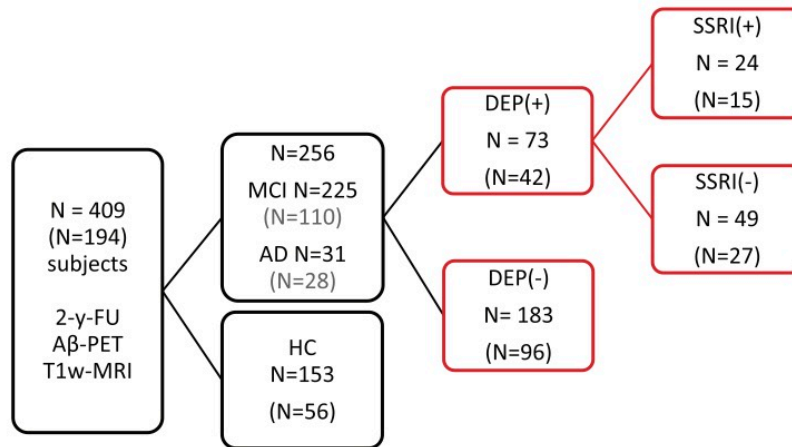 N = 409
(N=194)
subjects
2-y-FU
Aβ-PET
T1w-MRI
N=256
MCI N=225
(N=110)
AD N=31
(N=28)
HC
N=153
(N=56)
DEP(+)
N = 73
(N=42)
DEP(-)
N= 183
(N=96)
SSRI(+)
N = 24
(N=15)
SSRI(-)
N = 49
(N=27)